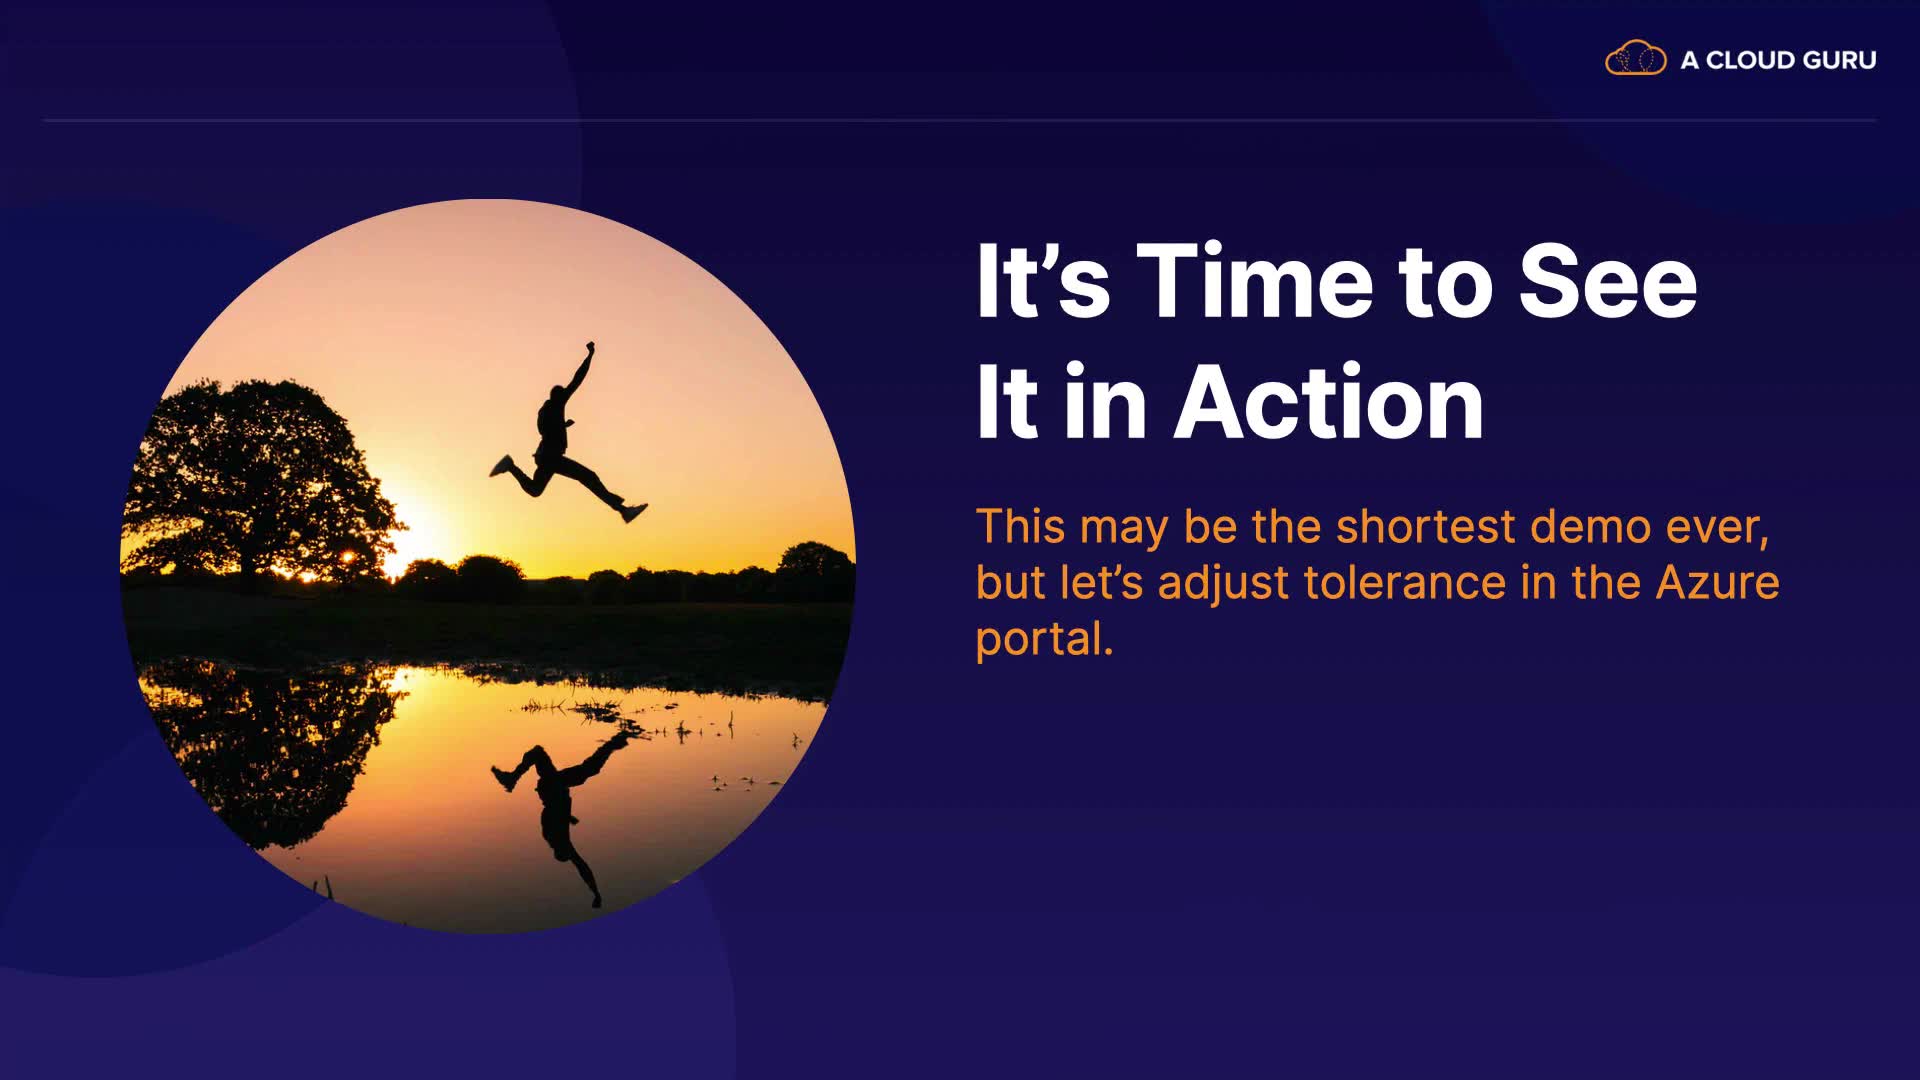 A CLOUD GURU
It’s Time to See
It in Action
This may be the shortest demo ever,
but let’s adjust tolerance in the Azure
portal.